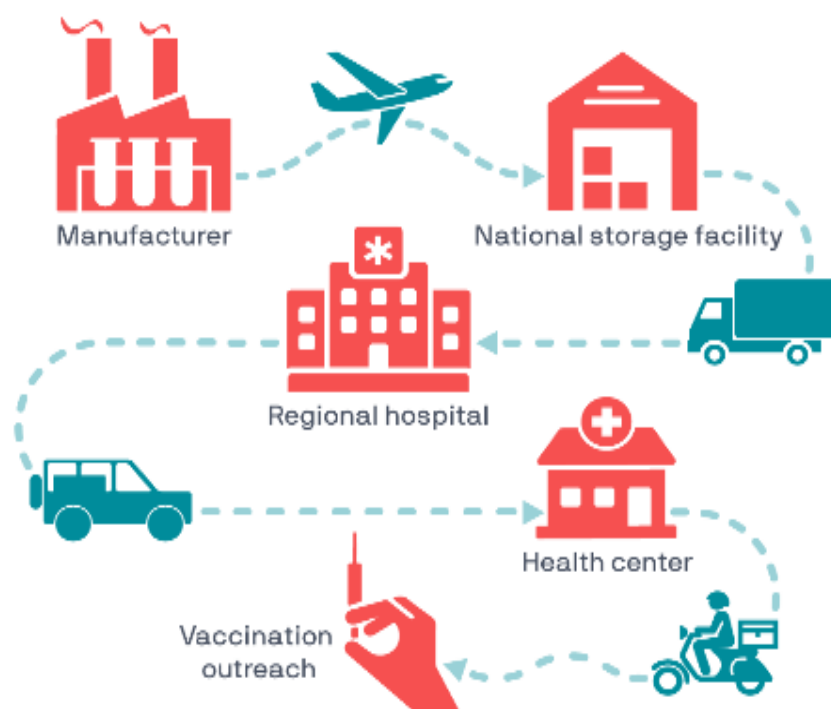 Manufacturer
National storage facility
Regional hospital
Health center
Vaccination
outreach